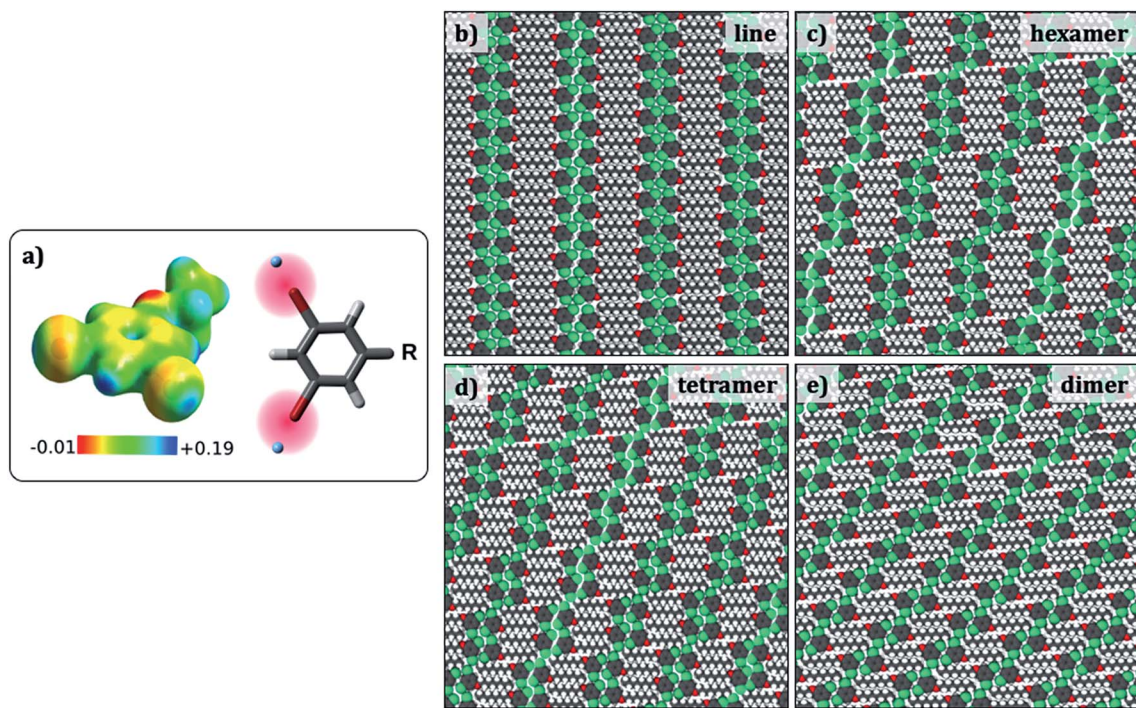 a)
-0.01
+0.19
R
b)
line
c)
hexamer
d)
tetramer
e)
dimer